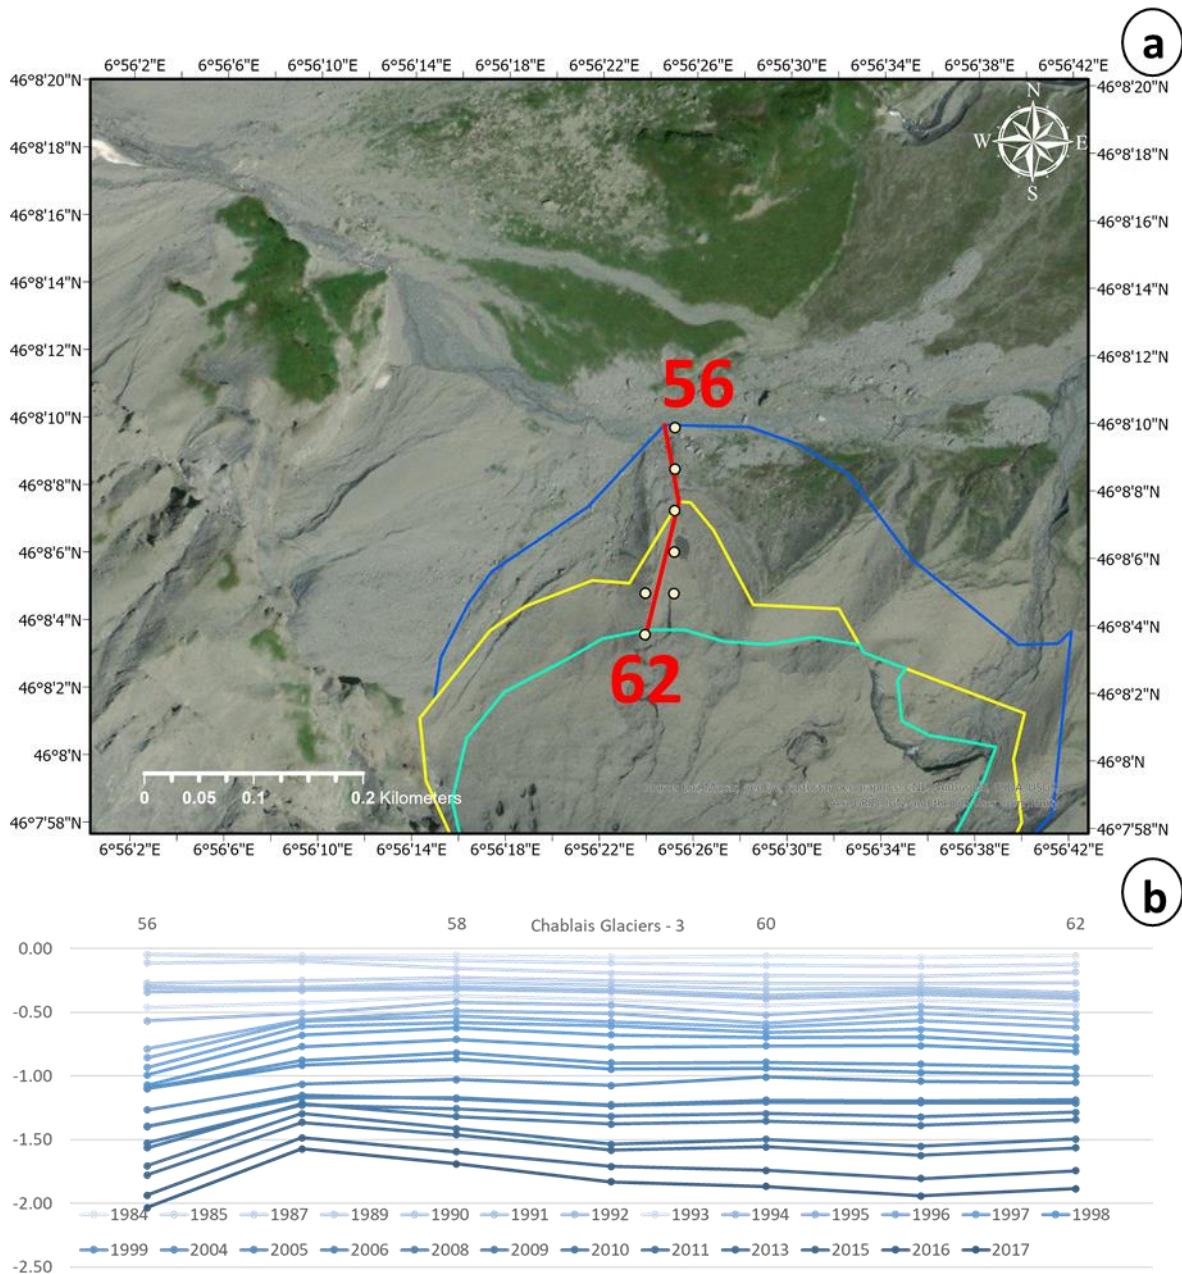 a
6°56'2"E 6°56'6"E 6°56'10"E 6°56'14"E 6°56'18"E 6°56'22"E 6°56'26"E 6°56'30"E 6°56'34"E 6°56'38"E 6°56'42"E
46°8'20"N 46°8'20"N
N
W E
S
46°8'18"N 46°8'18"N
46°8'16"N 46°8'16"N
46°8'14"N 46°8'14"N
46°8'12"N 46°8'12"N
56
46°8'10"N 46°8'10"N
46°8'8"N 46°8'8"N
46°8'6"N 46°8'6"N
46°8'4"N 46°8'4"N
62
46°8'2"N 46°8'2"N
46°8'N 46°8'N
0 0.05 0.1 0.2 Kilometers
46°7'58"N 46°7'58"N
6°56'2"E 6°56'6"E 6°56'10"E 6°56'14"E 6°56'18"E 6°56'22"E 6°56'26"E 6°56'30"E 6°56'34"E 6°56'38"E 6°56'42"E
b
56 58 Chablais Glaciers - 3 60 62
0.00
-0.50
-1.00
-1.50
-2.00
1984 1985 1987 1989 1990 1991 1992 1993 1994 1995 1996 1997 1998
1999 2004 2005 2006 2008 2009 2010 2011 2013 2015 2016 2017
-2.50